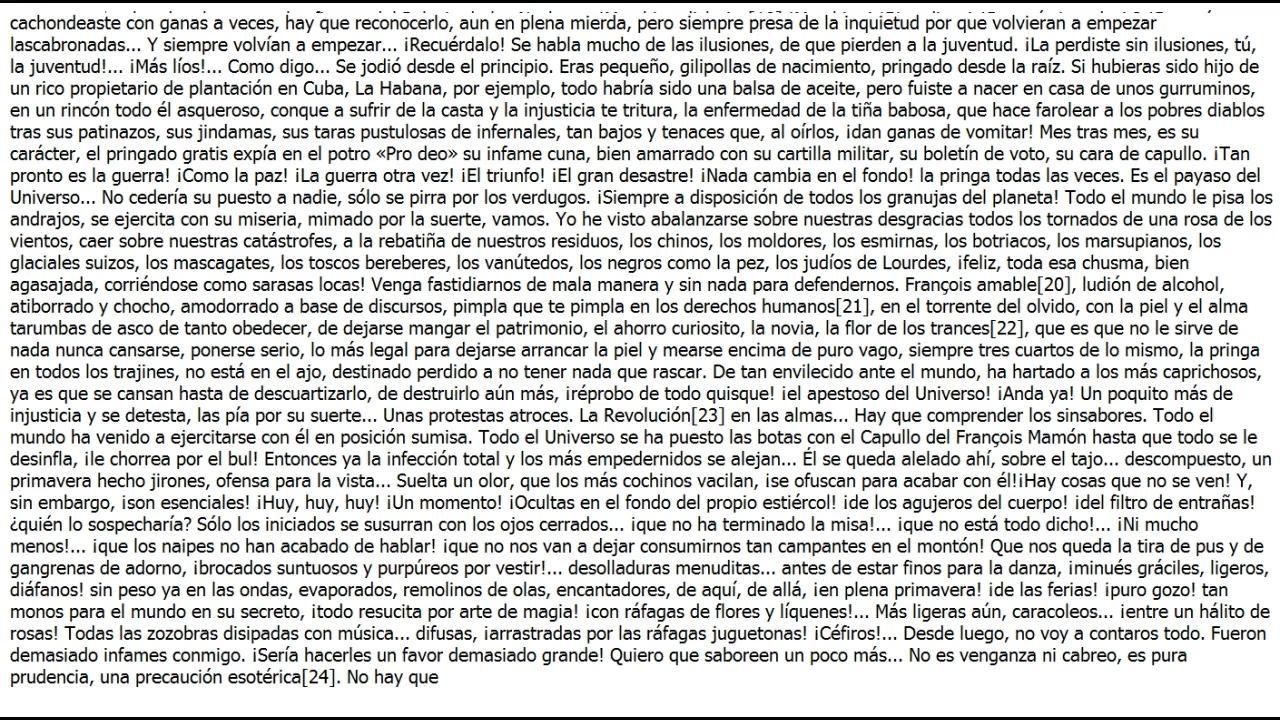 cachondeaste con ganas a veces, hay que reconocerlo, aun en plena mierda, pero siempre presa de la inquietud por que volvieran a empezar
lascabronadas... Y siempre volvían a empezar... ¡Recuérdalo! Se habla mucho de las ilusiones, de que pierden a la juventud. ¡La perdiste sin ilusiones, tú,
la juventud!... ¡Más líos!... Como digo... Se jodió desde el principio. Eras pequeño, gilipollas de nacimiento, pringado desde la raíz. Si hubieras sido hijo de
un rico propietario de plantación en Cuba, La Habana, por ejemplo, todo habría sido una balsa de aceite, pero fuiste a nacer en casa de unos gurruminos,
en un rincón todo él asqueroso, conque a sufrir de la casta y la injusticia te tritura, la enfermedad de la tiña babosa, que hace farolear a los pobres diablos
tras sus patinazos, sus jindamas, sus taras pustulosas de infernales, tan bajos y tenaces que, al oírlos, ¡dan ganas de vomitar! Mes tras mes, es su
carácter, el pringado gratis expía en el potro «Pro deo» su infame cuna, bien amarrado con su cartilla militar, su boletín de voto, su cara de capullo. ¡Tan
pronto es la guerra! ¡Como la paz! ¡La guerra otra vez! ¡El triunfo! ¡El gran desastre! ¡Nada cambia en el fondo! la pringa todas las veces. Es el payaso del
Universo... No cedería su puesto a nadie, sólo se pirra por los verdugos. ¡Siempre a disposición de todos los granujas del planeta! Todo el mundo le pisa los
andrajos, se ejercita con su miseria, mimado por la suerte, vamos. Yo he visto abalanzarse sobre nuestras desgracias todos los tornados de una rosa de los
vientos, caer sobre nuestras catástrofes, a la rebatiña de nuestros residuos, los chinos, los moldores, los esmirnas, los botriacos, los marsupianos, los
glaciales suizos, los mascagates, los toscos bereberes, los vanútedos, los negros como la pez, los judíos de Lourdes, ¡feliz, toda esa chusma, bien
agasajada, corriéndose como sarasas locas! Venga fastidiarnos de mala manera y sin nada para defendernos. François amable[20], ludión de alcohol,
atiborrado y chocho, amodorrado a base de discursos, pimpla que te pimpla en los derechos humanos[21], en el torrente del olvido, con la piel y el alma
tarumbas de asco de tanto obedecer, de dejarse mangar el patrimonio, el ahorro curiosito, la novia, la flor de los trances[22], que es que no le sirve de
nada nunca cansarse, ponerse serio, lo más legal para dejarse arrancar la piel y mearse encima de puro vago, siempre tres cuartos de lo mismo, la pringa
en todos los trajines, no está en el ajo, destinado perdido a no tener nada que rascar. De tan envilecido ante el mundo, ha hartado a los más caprichosos,
ya es que se cansan hasta de descuartizarlo, de destruirlo aún más, ¡réprobo de todo quisque! ¡el apestoso del Universo! ¡Anda ya! Un poquito más de
injusticia y se detesta, las pía por su suerte... Unas protestas atroces. La Revolución[23] en las almas... Hay que comprender los sinsabores. Todo el
mundo ha venido a ejercitarse con él en posición sumisa. Todo el Universo se ha puesto las botas con el Capullo del François Mamón hasta que todo se le
desinfla, ¡le chorrea por el bul! Entonces ya la infección total y los más empedernidos se alejan... Él se queda alelado ahí, sobre el tajo... descompuesto, un
primavera hecho jirones, ofensa para la vista... Suelta un olor, que los más cochinos vacilan, ¡se ofuscan para acabar con él!¡Hay cosas que no se ven! Y,
sin embargo, ¡son esenciales! ¡Huy, huy, huy! ¡Un momento! ¡Ocultas en el fondo del propio estiércol! ¡de los agujeros del cuerpo! ¡del filtro de entrañas!
¿quién lo sospecharía? Sólo los iniciados se susurran con los ojos cerrados... ¡que no ha terminado la misa!... ¡que no está todo dicho!... ¡Ni mucho
menos!... ¡que los naipes no han acabado de hablar! ¡que no nos van a dejar consumirnos tan campantes en el montón! Que nos queda la tira de pus y de
gangrenas de adorno, ¡brocados suntuosos y purpúreos por vestir!... desolladuras menuditas... antes de estar finos para la danza, ¡minués gráciles, ligeros,
diáfanos! sin peso ya en las ondas, evaporados, remolinos de olas, encantadores, de aquí, de allá, ¡en plena primavera! ¡de las ferias! ¡puro gozo! tan
monos para el mundo en su secreto, ¡todo resucita por arte de magia! ¡con ráfagas de flores y líquenes!... Más ligeras aún, caracoleos... ¡entre un hálito de
rosas! Todas las zozobras disipadas con música... difusas, ¡arrastradas por las ráfagas juguetonas! ¡Céfiros!... Desde luego, no voy a contaros todo. Fueron
demasiado infames conmigo. ¡Sería hacerles un favor demasiado grande! Quiero que saboreen un poco más... No es venganza ni cabreo, es pura
prudencia, una precaución esotérica[24]. No hay que